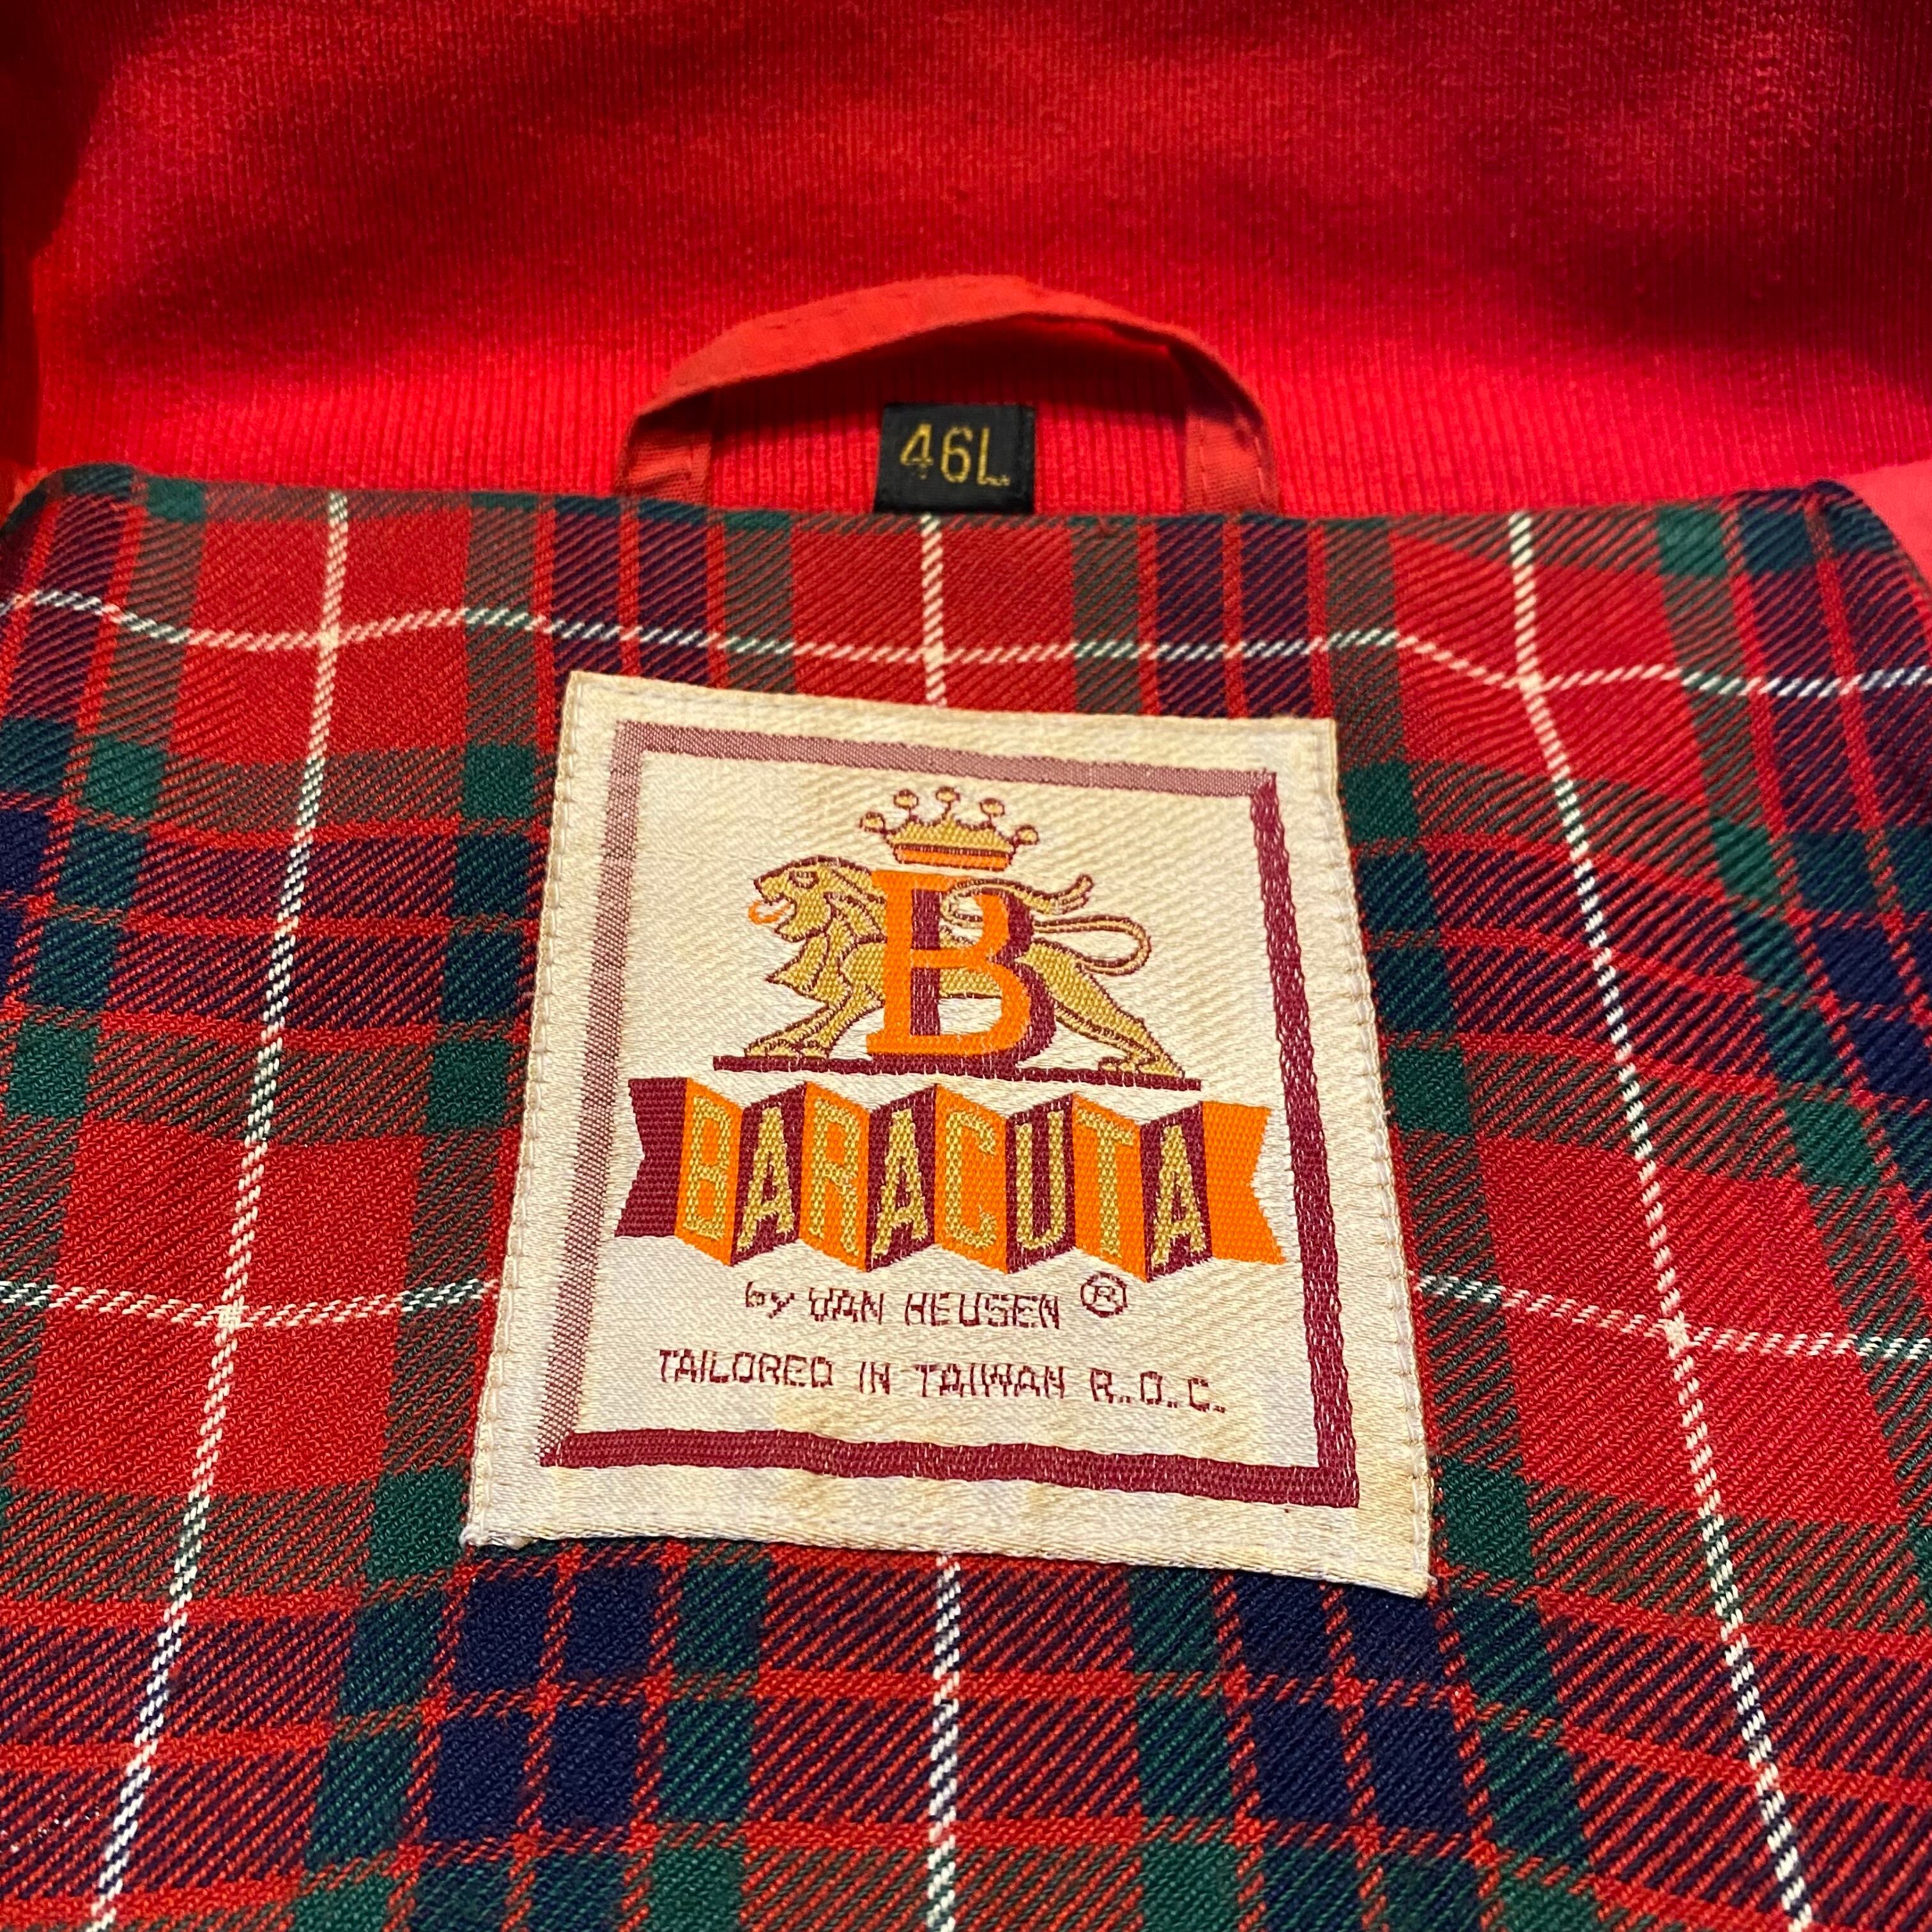 46L
B
BARACUTA
by VAN HEUSEN ®
TAILORED IN TAIWAN R.O.C.